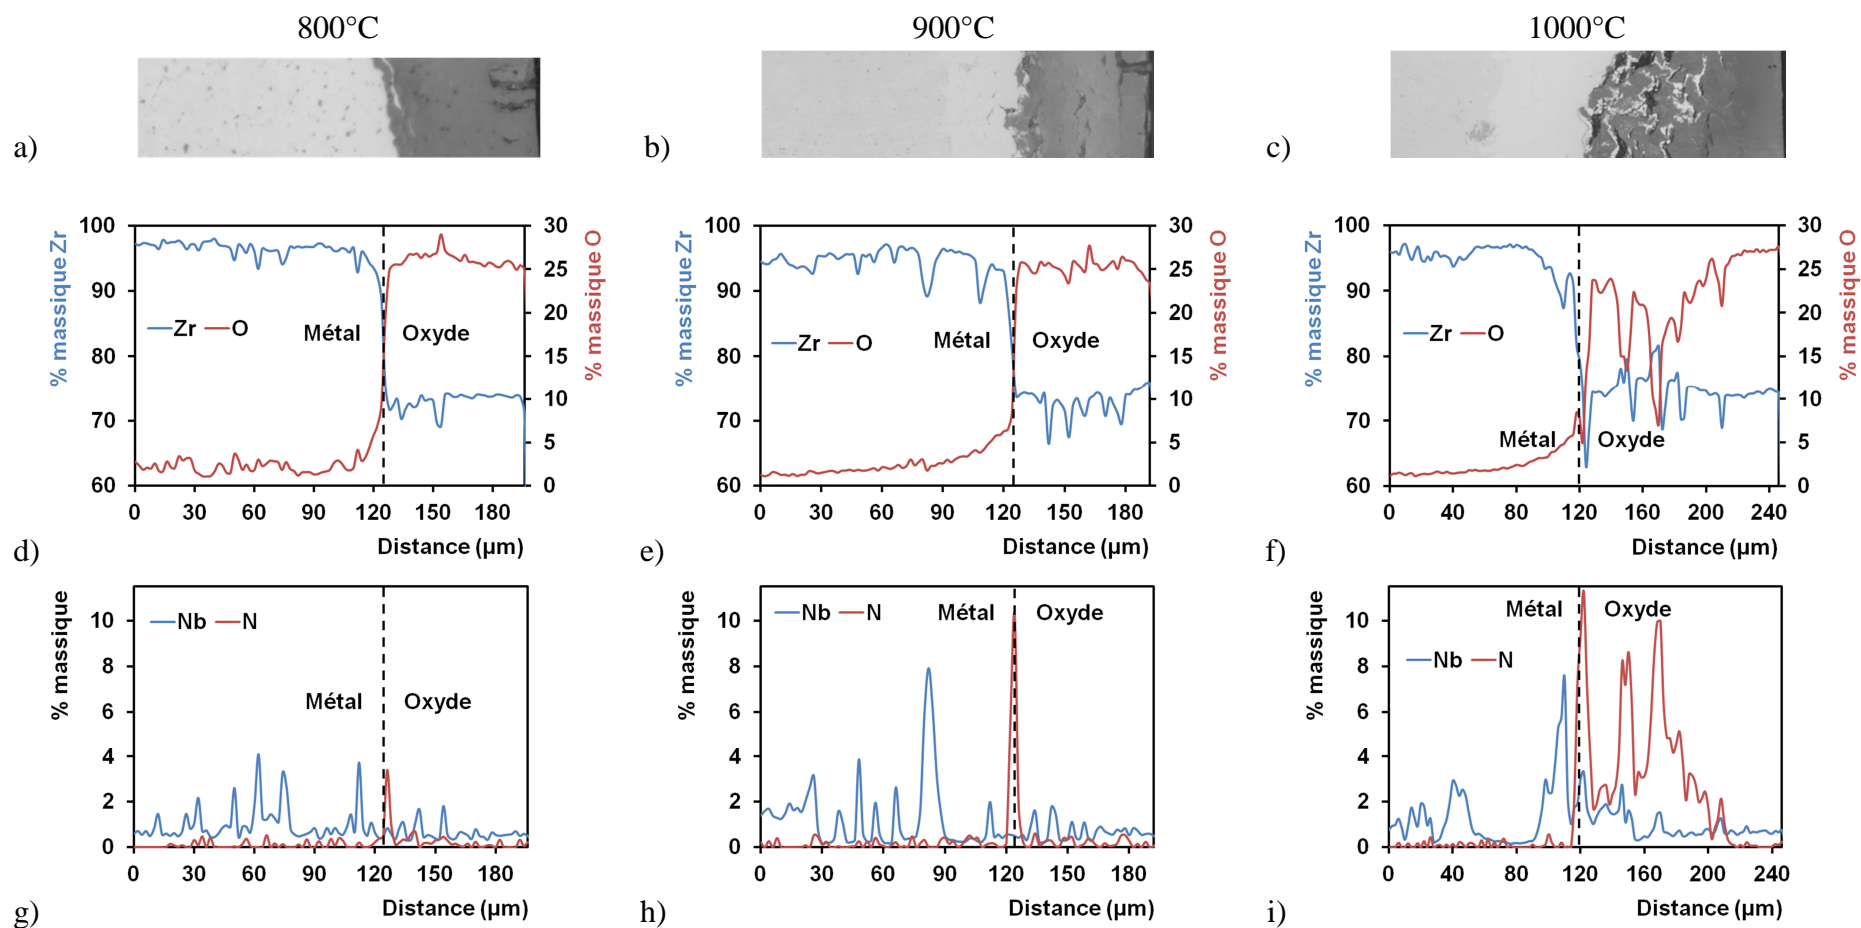 800°C 900°C 1000°C
a) b) c)
% massique Zr 100 90 80 70 60 Zr O Métal Oxyde 30 25 20 15 10 5 0 % massique O
0 30 60 90 120 150 180
Distance (µm)
d)
% massique Zr 100 90 80 70 60 Zr O Métal Oxyde 30 25 20 15 10 5 0 % massique O
0 30 60 90 120 150 180
Distance (µm)
e)
% massique Zr 100 90 80 70 60 Zr O Métal Oxyde 30 25 20 15 10 5 0 % massique O
0 40 80 120 160 200 240
Distance (µm)
f)
% massique 10 8 6 4 2 0 Nb N Métal Oxyde
0 30 60 90 120 150 180
Distance (µm)
g)
% massique 10 8 6 4 2 0 Nb N Métal Oxyde
0 30 60 90 120 150 180
Distance (µm)
h)
% massique 10 8 6 4 2 0 Nb N Métal Oxyde
0 40 80 120 160 200 240
Distance (µm)
i)